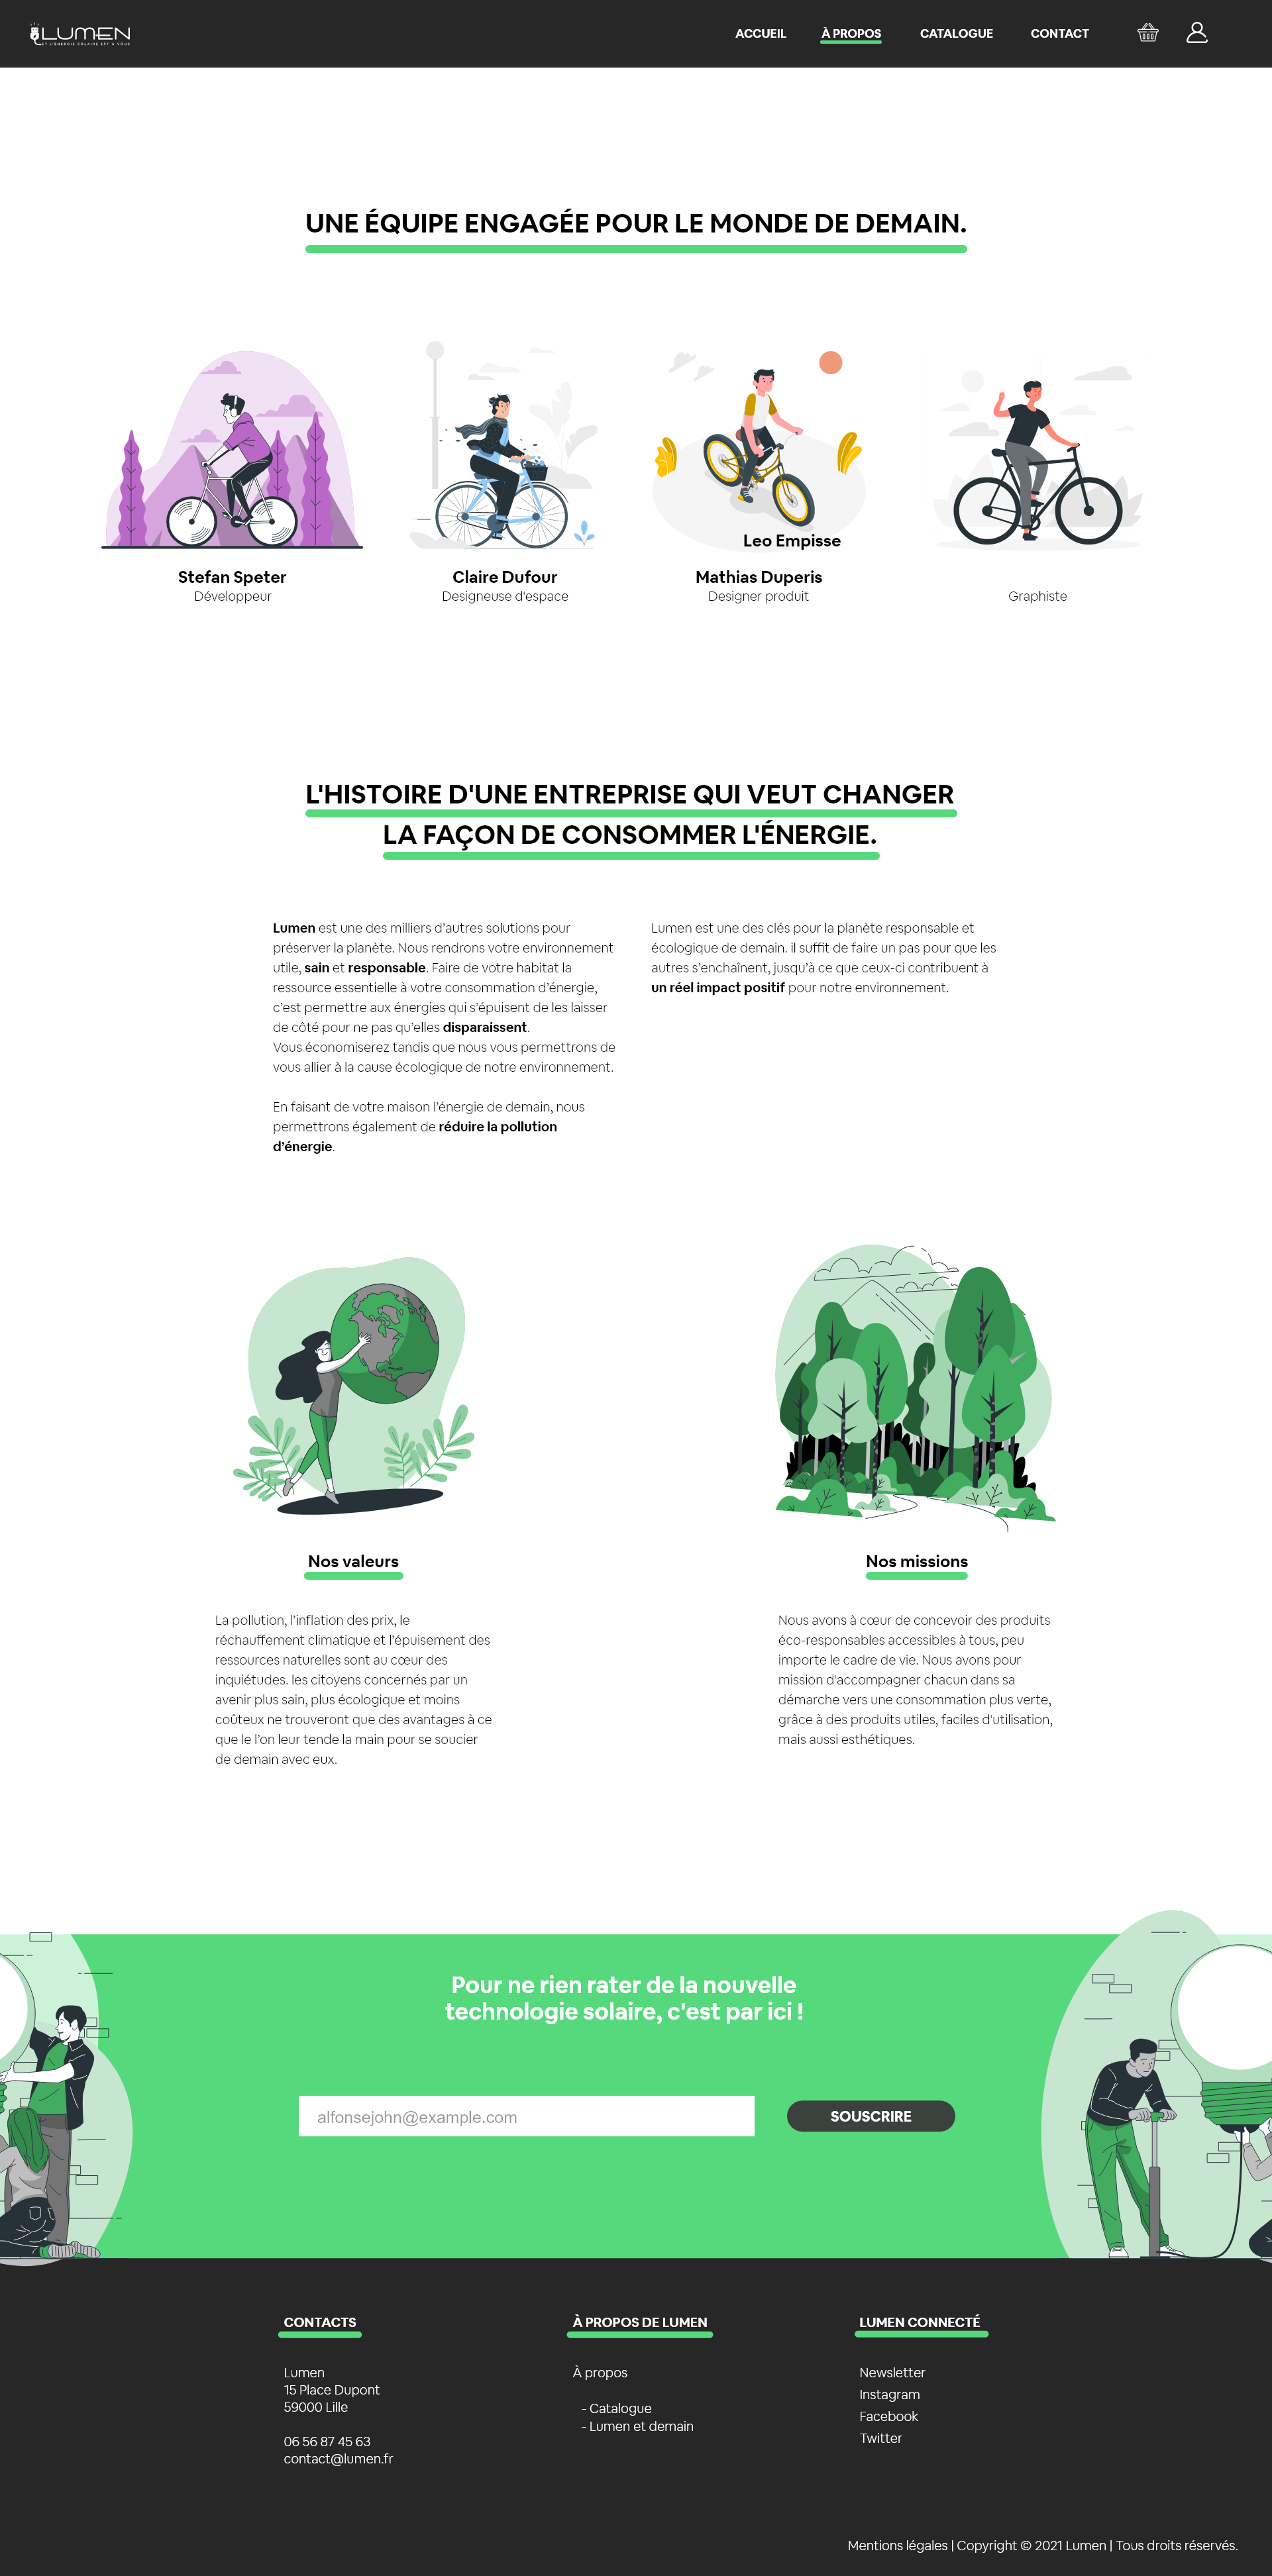 LUMEN
ET L'ÉNERGIE SOLAIRE EST À VOUS
ACCUEIL
À PROPOS
CATALOGUE
CONTACT
UNE ÉQUIPE ENGAGÉE POUR LE MONDE DE DEMAIN.
Stefan Speter
Développeur
Claire Dufour
Designeuse d'espace
Leo Empisse
Mathias Duperis
Designer produit
Graphiste
L'HISTOIRE D'UNE ENTREPRISE QUI VEUT CHANGER
LA FAÇON DE CONSOMMER L'ÉNERGIE.
Lumen est une des milliers d'autres solutions pour
préserver la planète. Nous rendrons votre environnement
utile, sain et responsable. Faire de votre habitat la
ressource essentielle à votre consommation d'énergie,
c'est permettre aux énergies qui s'épuisent de les laisser
de côté pour ne pas qu'elles disparaissent.
Vous économiserez tandis que nous vous permettrons de
vous allier à la cause écologique de notre environnement.
En faisant de votre maison l'énergie de demain, nous
permettrons également de réduire la pollution
d'énergie.
Lumen est une des clés pour la planète responsable et
écologique de demain. il suffit de faire un pas pour que les
autres s'enchaînent, jusqu'à ce que ceux-ci contribuent à
un réel impact positif pour notre environnement.
Nos valeurs
La pollution, l'inflation des prix, le
réchauffement climatique et l'épuisement des
ressources naturelles sont au cœur des
inquiétudes. les citoyens concernés par un
avenir plus sain, plus écologique et moins
coûteux ne trouveront que des avantages à ce
que le l'on leur tende la main pour se soucier
de demain avec eux.
Nos missions
Nous avons à cœur de concevoir des produits
éco-responsables accessibles à tous, peu
importe le cadre de vie. Nous avons pour
mission d'accompagner chacun dans sa
démarche vers une consommation plus verte,
grâce à des produits utiles, faciles d'utilisation,
mais aussi esthétiques.
Pour ne rien rater de la nouvelle
technologie solaire, c'est par ici !
alfonsejohn@example.com
SOUSCRIRE
CONTACTS
Lumen
15 Place Dupont
59000 Lille
06 56 87 45 63
contact@lumen.fr
À PROPOS DE LUMEN
À propos
- Catalogue
- Lumen et demain
LUMEN CONNECTÉ
Newsletter
Instagram
Facebook
Twitter
Mentions légales | Copyright © 2021 Lumen | Tous droits réservés.